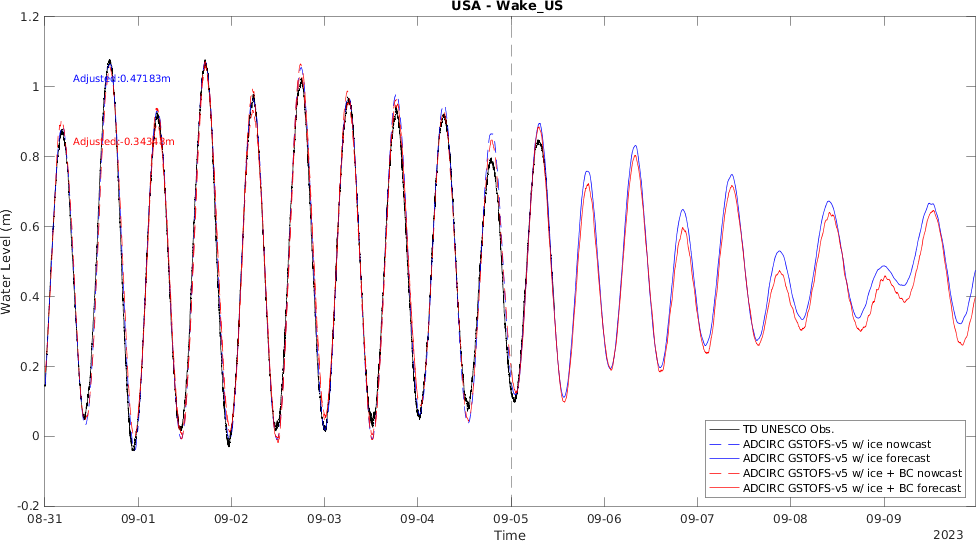 USA - Wake_US
1.2
1
0.8
0.6
0.4
0.2
0
-0.2
Water Level (m)
Adjusted:0.47183m
Adjusted:-0.34343m
TD UNESCO Obs.
ADCIRC GSTOFS-v5 w/ ice nowcast
ADCIRC GSTOFS-v5 w/ ice forecast
ADCIRC GSTOFS-v5 w/ ice + BC nowcast
ADCIRC GSTOFS-v5 w/ ice + BC forecast
08-31 09-01 09-02 09-03 09-04 09-05 09-06 09-07 09-08 09-09
Time
2023